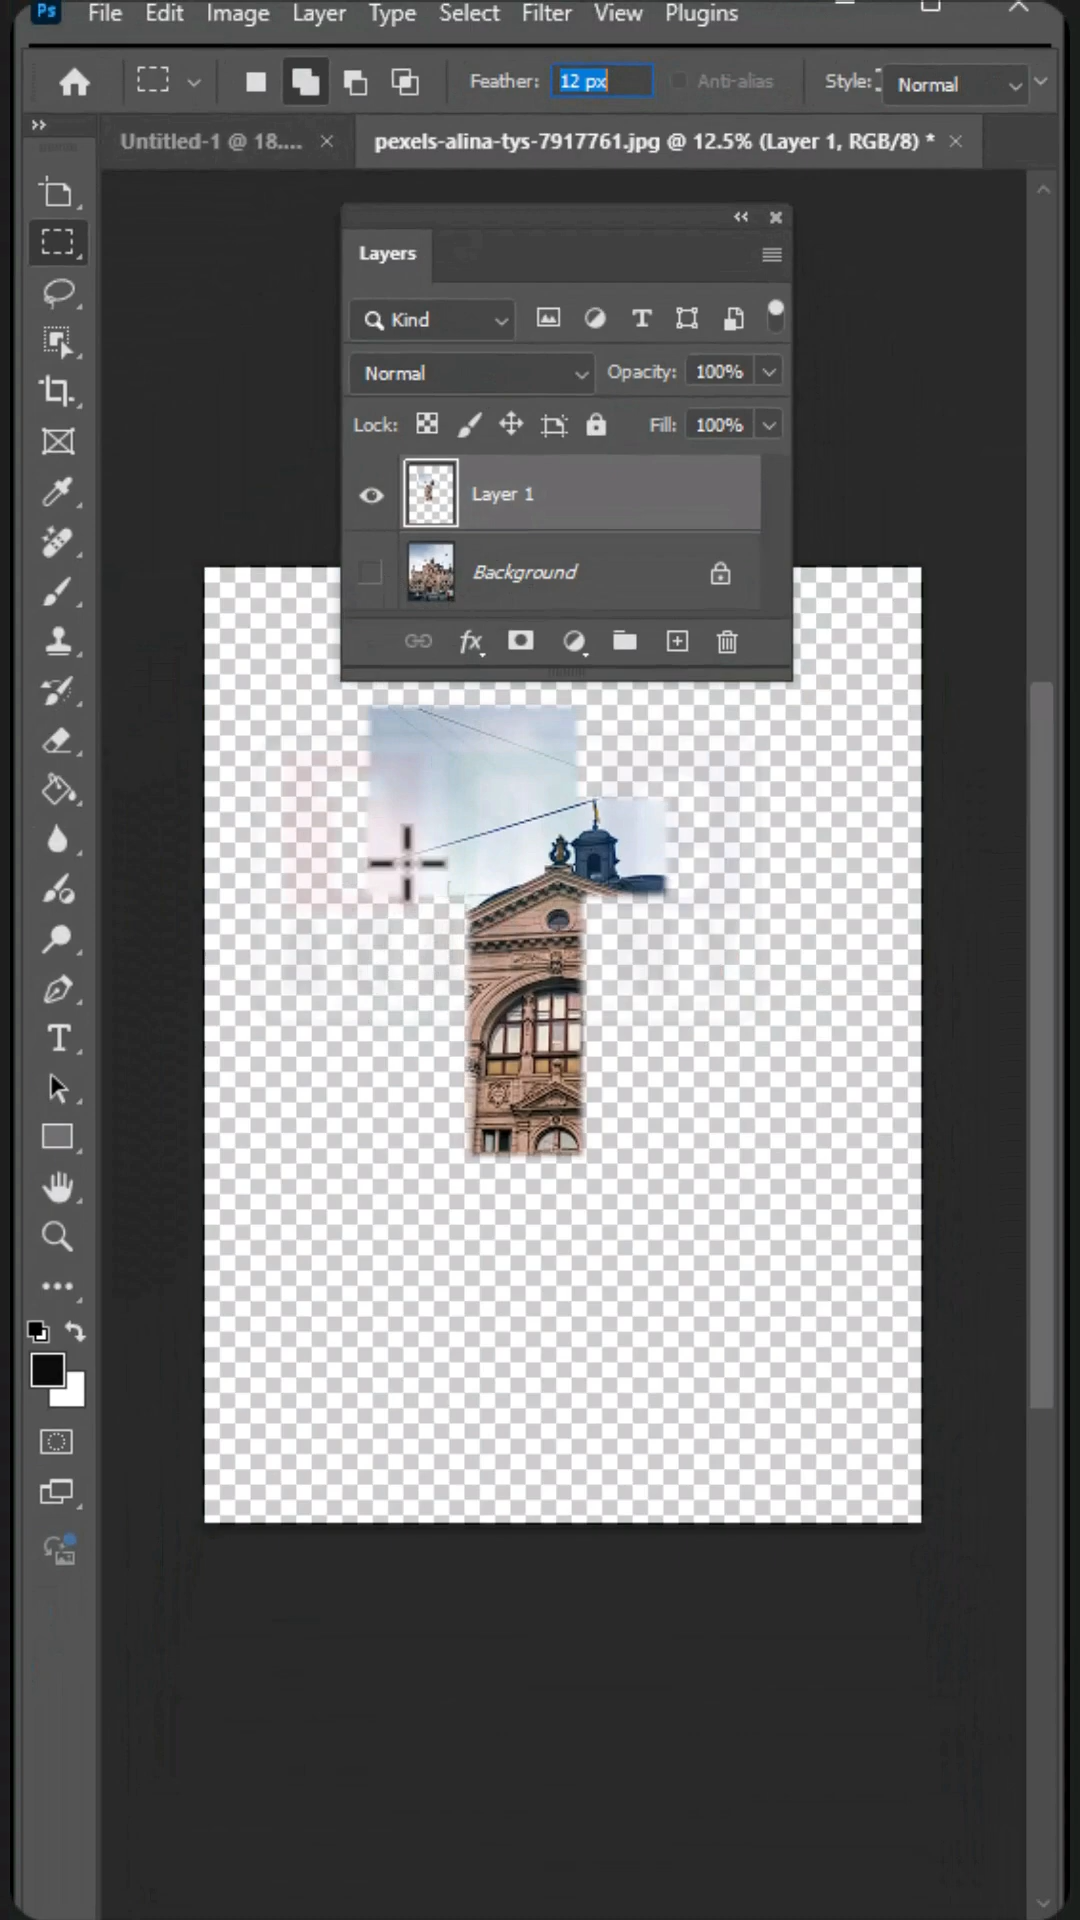 Ps File Edit Image Layer Type Select Filter View Plugins
Feather: 12 px Anti-alias Style: Normal
Untitled-1 @ 18.... × pexels-alina-tys-7917761.jpg @ 12.5% (Layer 1, RGB/8) * ×
Layers
Kind
Normal Opacity: 100%
Lock: Fill: 100%
Layer 1
Background
fx